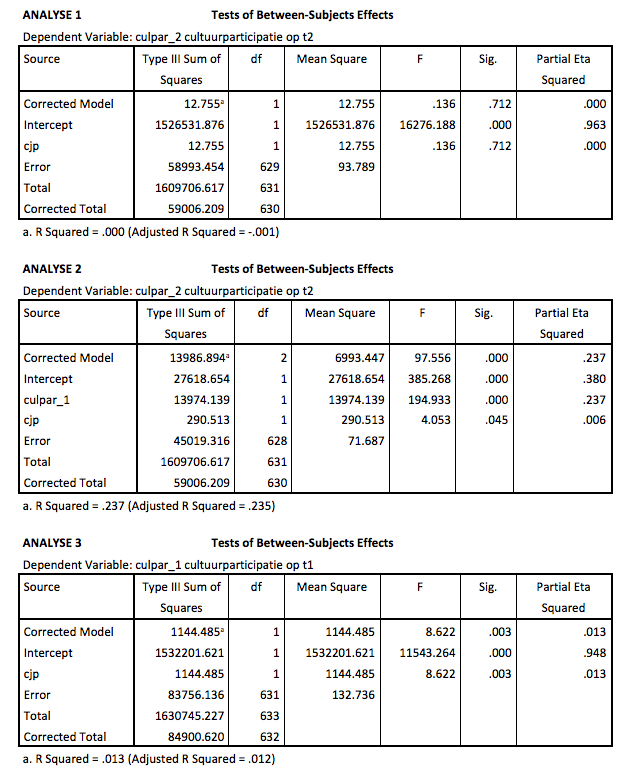 ANALYSE 1 Tests of Between-Subjects Effects
Dependent Variable: culpar_2 cultuurparticipatie op t2
Source Type III Sum of Squares df Mean Square F Sig. Partial Eta Squared
Corrected Model 12.755ᵃ 1 12.755 .136 .712 .000
Intercept 1526531.876 1 1526531.876 16276.188 .000 .963
cjp 12.755 1 12.755 .136 .712 .000
Error 58993.454 629 93.789
Total 1609706.617 631
Corrected Total 59006.209 630
a. R Squared = .000 (Adjusted R Squared = -.001)
ANALYSE 2 Tests of Between-Subjects Effects
Dependent Variable: culpar_2 cultuurparticipatie op t2
Source Type III Sum of Squares df Mean Square F Sig. Partial Eta Squared
Corrected Model 13986.894ᵃ 2 6993.447 97.556 .000 .237
Intercept 27618.654 1 27618.654 385.268 .000 .380
culpar_1 13974.139 1 13974.139 194.933 .000 .237
cjp 290.513 1 290.513 4.053 .045 .006
Error 45019.316 628 71.687
Total 1609706.617 631
Corrected Total 59006.209 630
a. R Squared = .237 (Adjusted R Squared = .235)
ANALYSE 3 Tests of Between-Subjects Effects
Dependent Variable: culpar_1 cultuurparticipatie op t1
Source Type III Sum of Squares df Mean Square F Sig. Partial Eta Squared
Corrected Model 1144.485ᵃ 1 1144.485 8.622 .003 .013
Intercept 1532201.621 1 1532201.621 11543.264 .000 .948
cjp 1144.485 1 1144.485 8.622 .003 .013
Error 83756.136 631 132.736
Total 1630745.227 633
Corrected Total 84900.620 632
a. R Squared = .013 (Adjusted R Squared = .012)